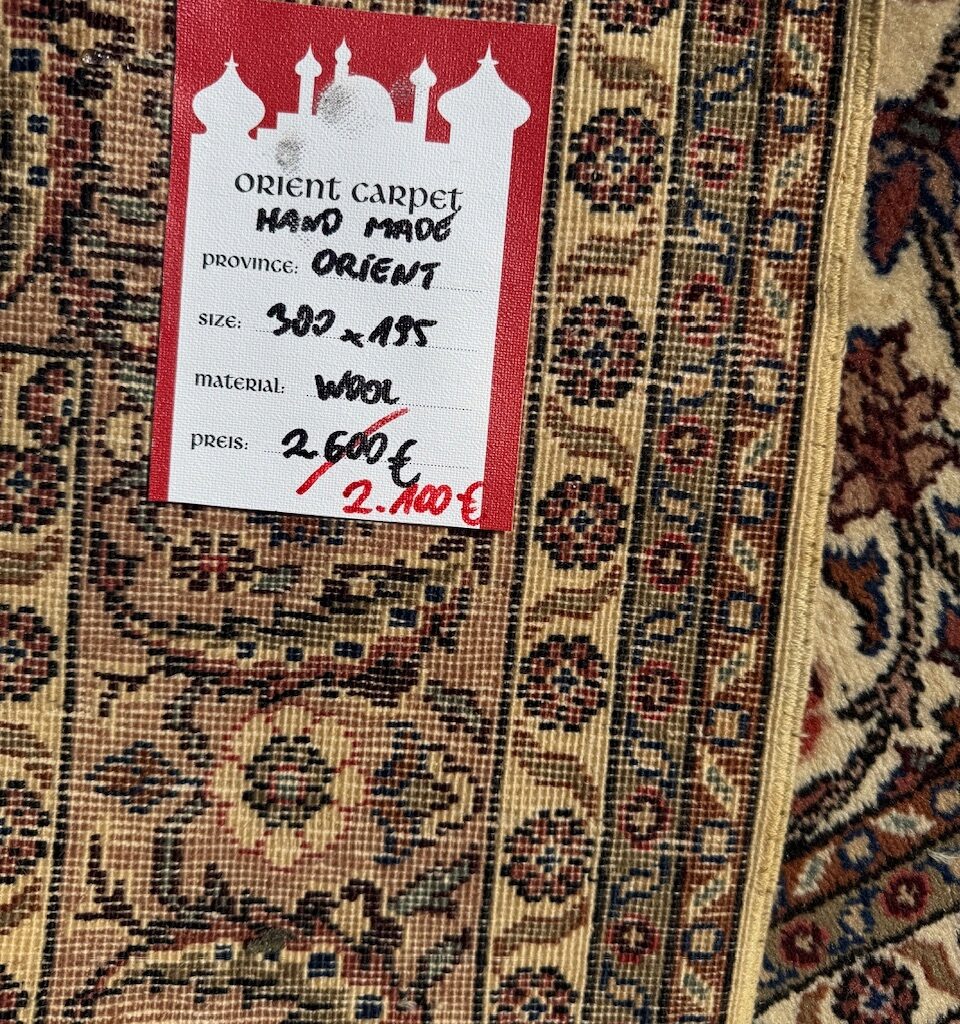 ORIENT CARPET
HAND MADE
PROVINCE: ORIENT
SIZE: 300 x 195
MATERIAL: WOOL
PREIS: 2.600 €
2.100 €